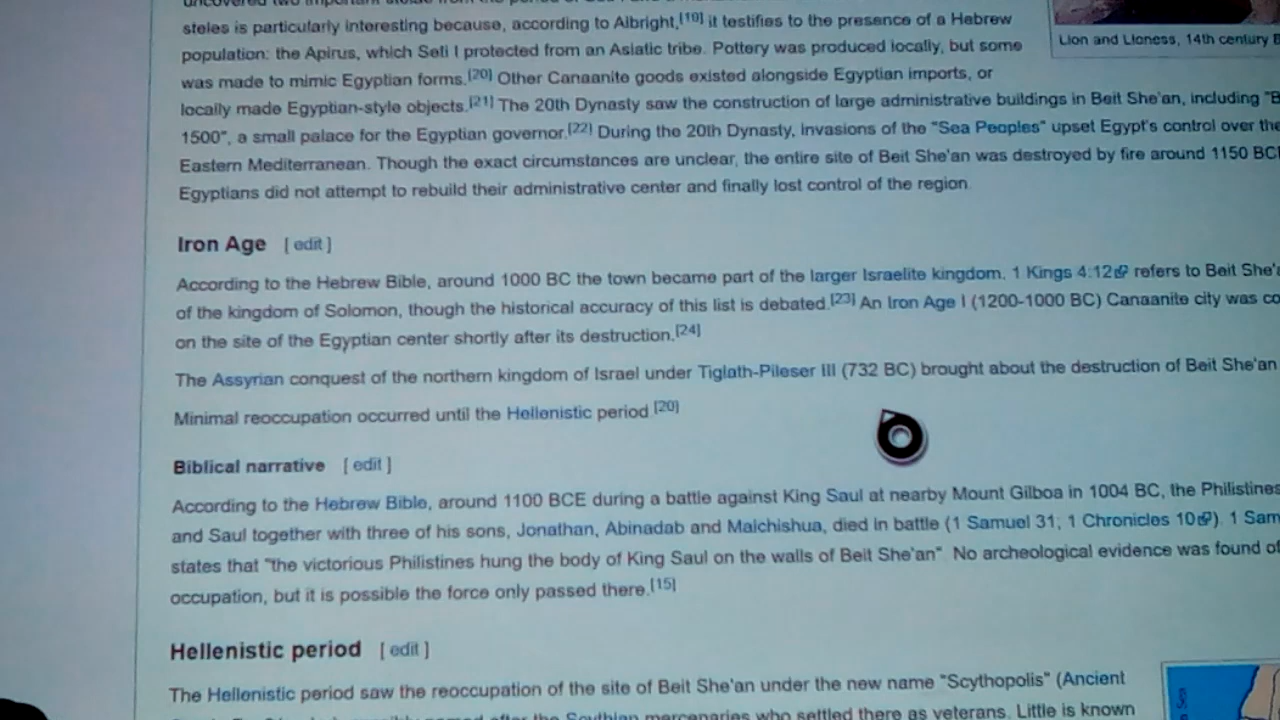 steles is particularly interesting because, according to Albright,[19] it testifies to the presence of a Hebrew
Lion and Lioness, 14th century
population: the Apirus, which Seti I protected from an Asiatic tribe. Pottery was produced locally, but some
was made to mimic Egyptian forms.[20] Other Canaanite goods existed alongside Egyptian imports, or
locally made Egyptian-style objects.[21] The 20th Dynasty saw the construction of large administrative buildings in Beit She'an, including "B
1500", a small palace for the Egyptian governor.[22] During the 20th Dynasty, invasions of the "Sea Peoples" upset Egypt's control over the
Eastern Mediterranean. Though the exact circumstances are unclear, the entire site of Beit She'an was destroyed by fire around 1150 BC
Egyptians did not attempt to rebuild their administrative center and finally lost control of the region.
Iron Age [edit]
According to the Hebrew Bible, around 1000 BC the town became part of the larger Israelite kingdom. 1 Kings 4:12 refers to Beit She'
of the kingdom of Solomon, though the historical accuracy of this list is debated.[23] An Iron Age I (1200-1000 BC) Canaanite city was co
on the site of the Egyptian center shortly after its destruction.[24]
The Assyrian conquest of the northern kingdom of Israel under Tiglath-Pileser III (732 BC) brought about the destruction of Beit She'an
Minimal reoccupation occurred until the Hellenistic period.[20]
Biblical narrative [edit]
According to the Hebrew Bible, around 1100 BCE during a battle against King Saul at nearby Mount Gilboa in 1004 BC, the Philistines
and Saul together with three of his sons, Jonathan, Abinadab and Malchishua, died in battle (1 Samuel 31; 1 Chronicles 10). 1 Sam
states that "the victorious Philistines hung the body of King Saul on the walls of Beit She'an". No archeological evidence was found of
occupation, but it is possible the force only passed there.[15]
Hellenistic period [edit]
The Hellenistic period saw the reoccupation of the site of Beit She'an under the new name "Scythopolis" (Ancient
after the Scythian mercenaries who settled there as veterans. Little is known